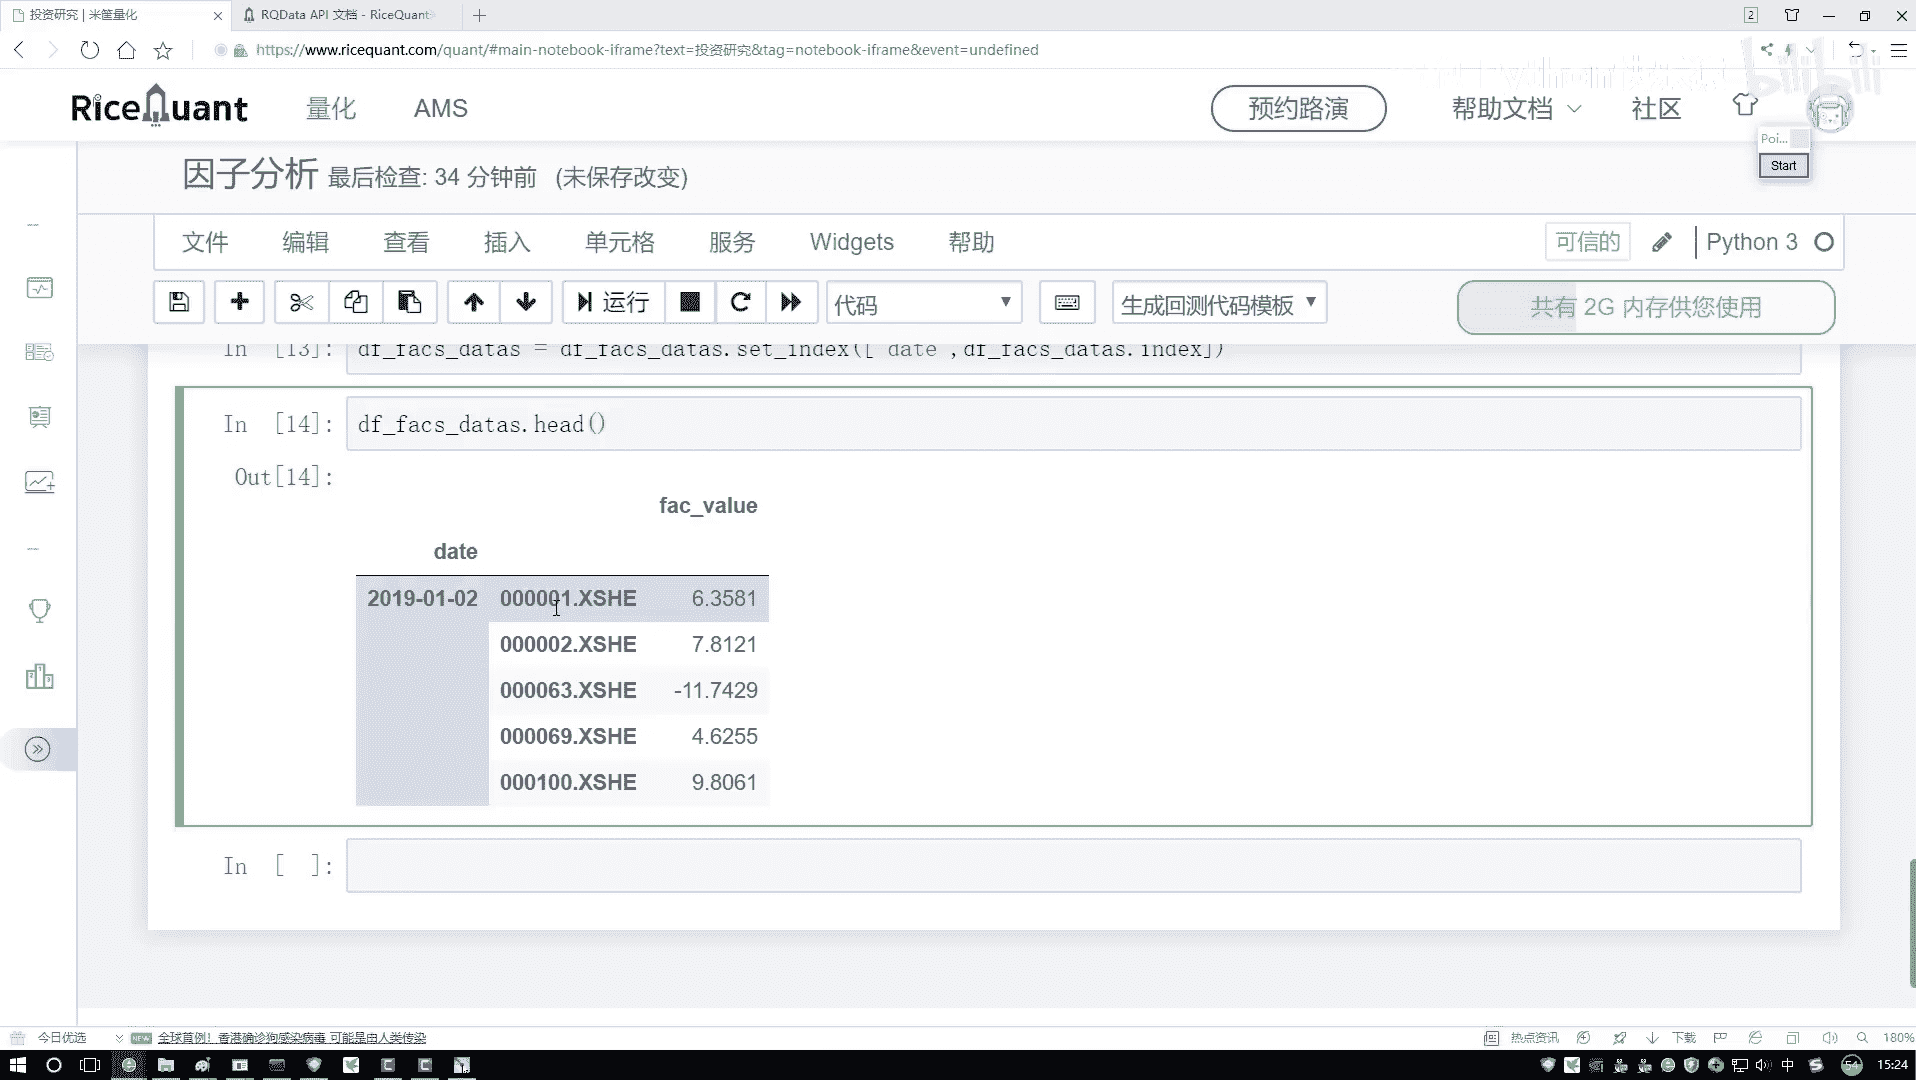 投资研究 | 米筐量化
RQData API 文档 - RiceQuant
2
https://www.ricequant.com/quant/#main-notebook-iframe?text=投资研究&tag=notebook-iframe&event=undefined
bilibili
RiceQuant 量化 AMS 预约路演 帮助文档 社区
Poi...
Start
因子分析 最后检查: 34 分钟前 (未保存改变)
文件 编辑 查看 插入 单元格 服务 Widgets 帮助 可信的 Python 3
运行 代码 生成回测代码模板 共有 2G 内存供您使用
In [13]: df_facs_datas = df_facs_datas.set_index([ date ,df_facs_datas.index])
In [14]: df_facs_datas.head()
Out[14]:
fac_value
date
2019-01-02 000001.XSHE 6.3581
000002.XSHE 7.8121
000063.XSHE -11.7429
000069.XSHE 4.6255
000100.XSHE 9.8061
In [ ]:
今日优选 NEW 全球首例！香港确诊狗感染病毒 可能是由人类传染 热点资讯 下载 180%
中 54 15:24